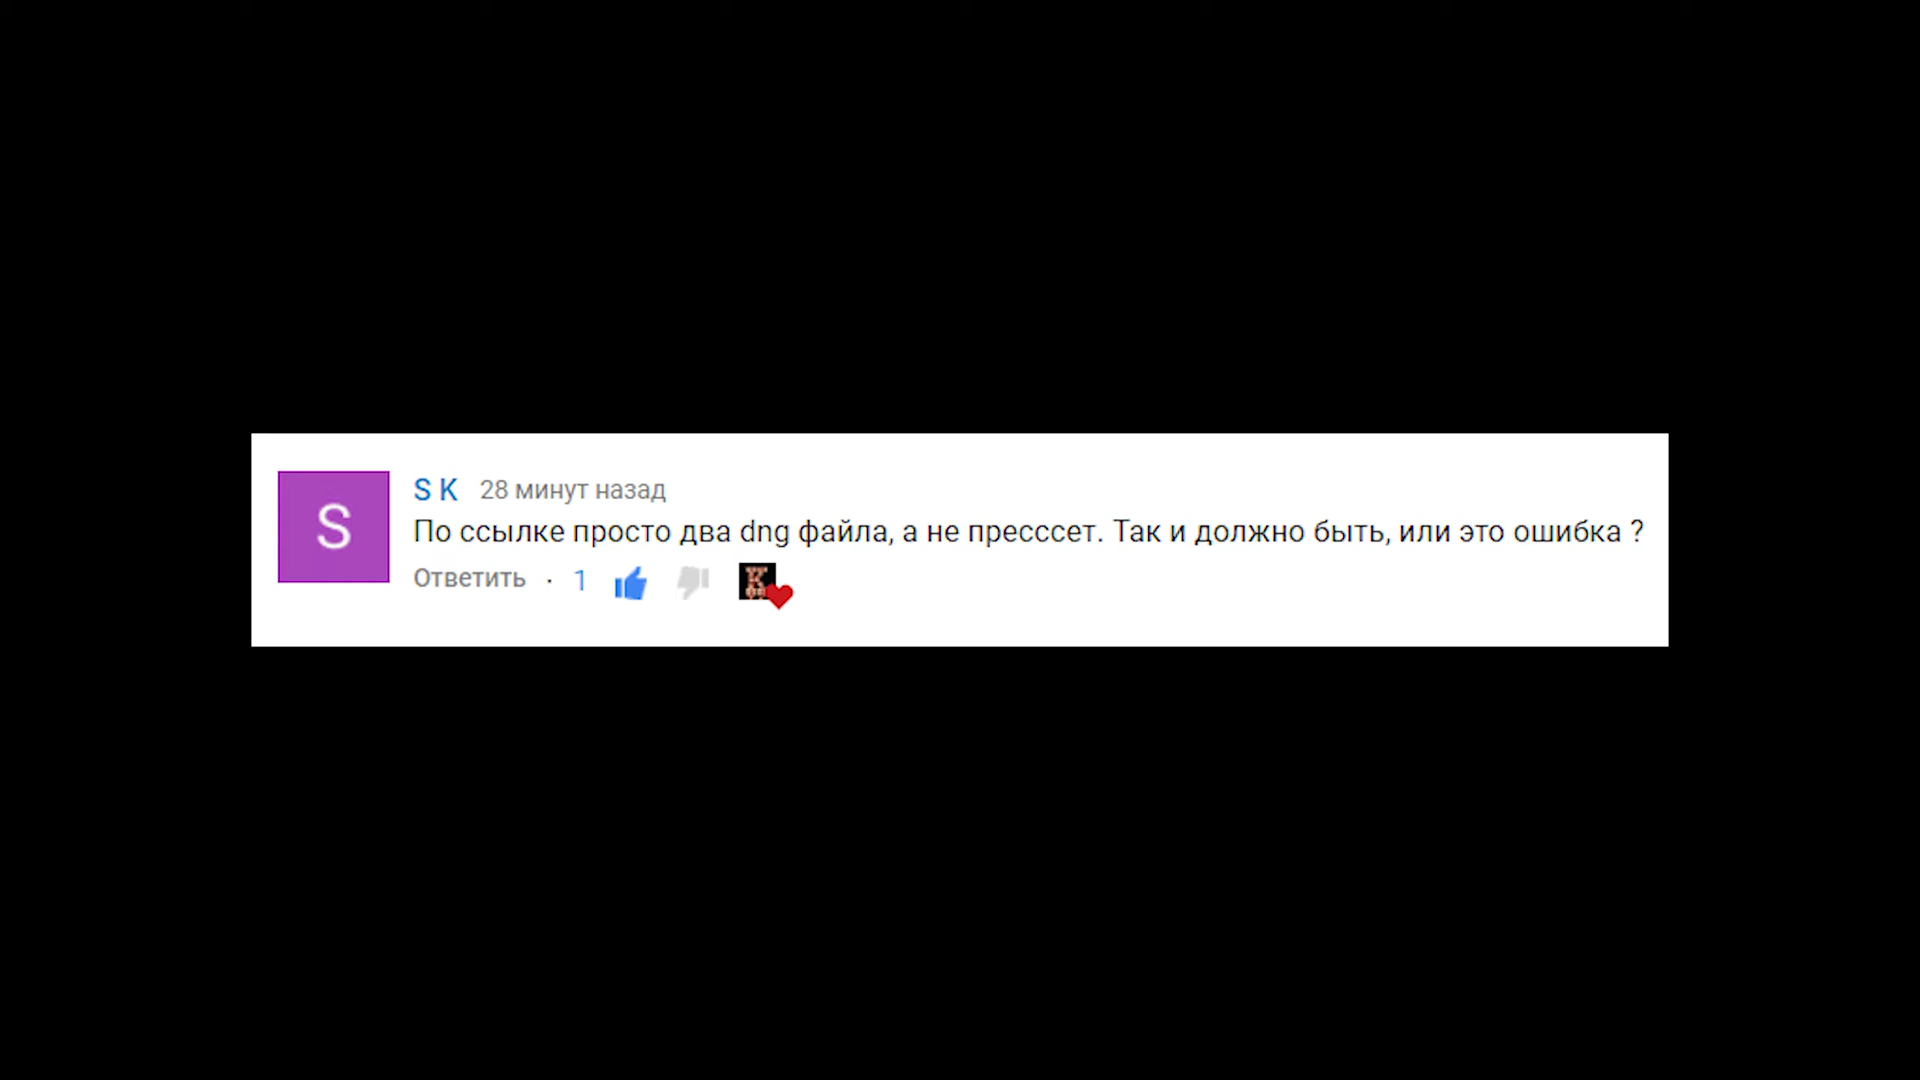 S
S K 28 минут назад
По ссылке просто два dng файла, а не пресссет. Так и должно быть, или это ошибка ?
Ответить · 1
K